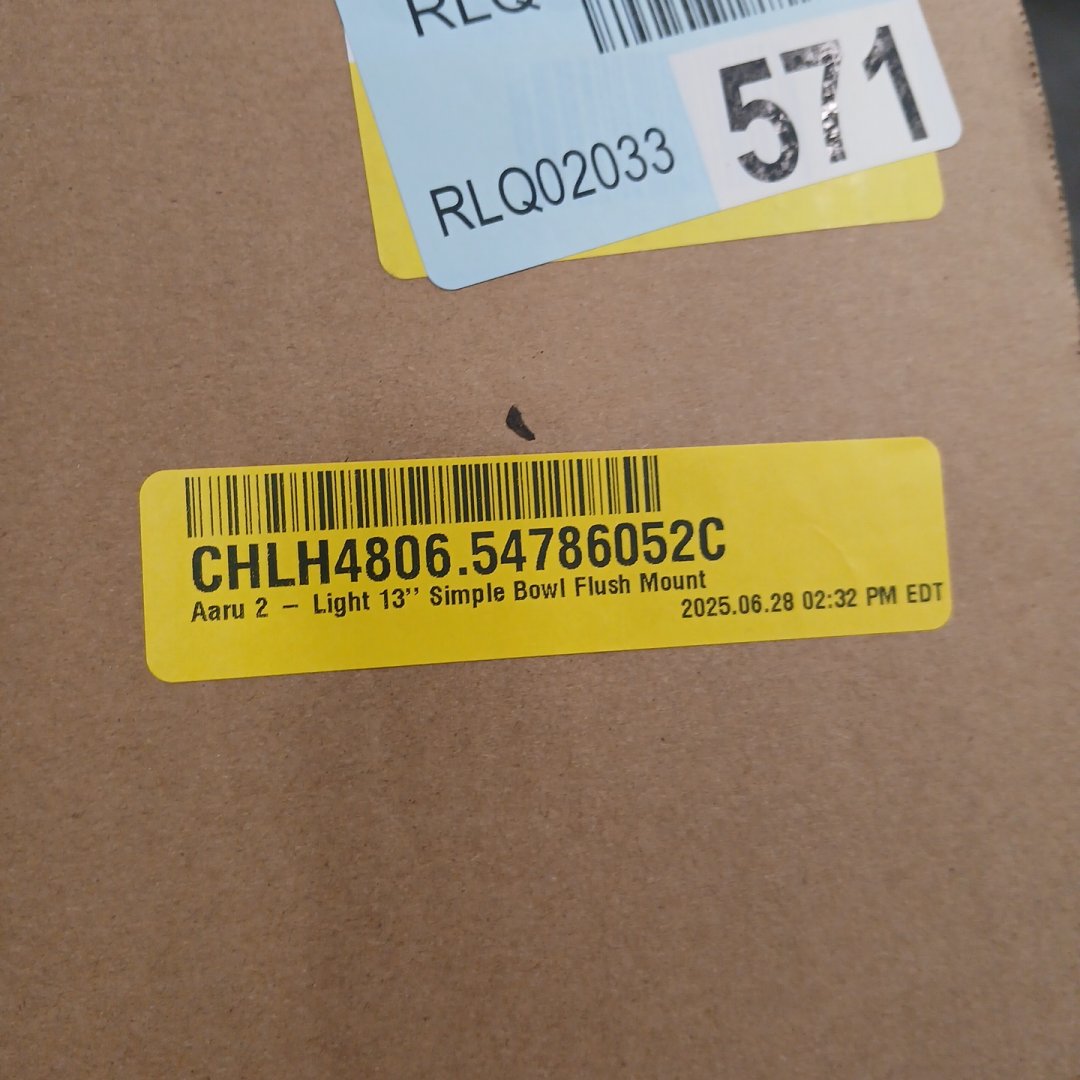 RLQ
571
RLQ02033
CHLH4806.54786052C
Aaru 2 – Light 13'' Simple Bowl Flush Mount
2025.06.28 02:32 PM EDT